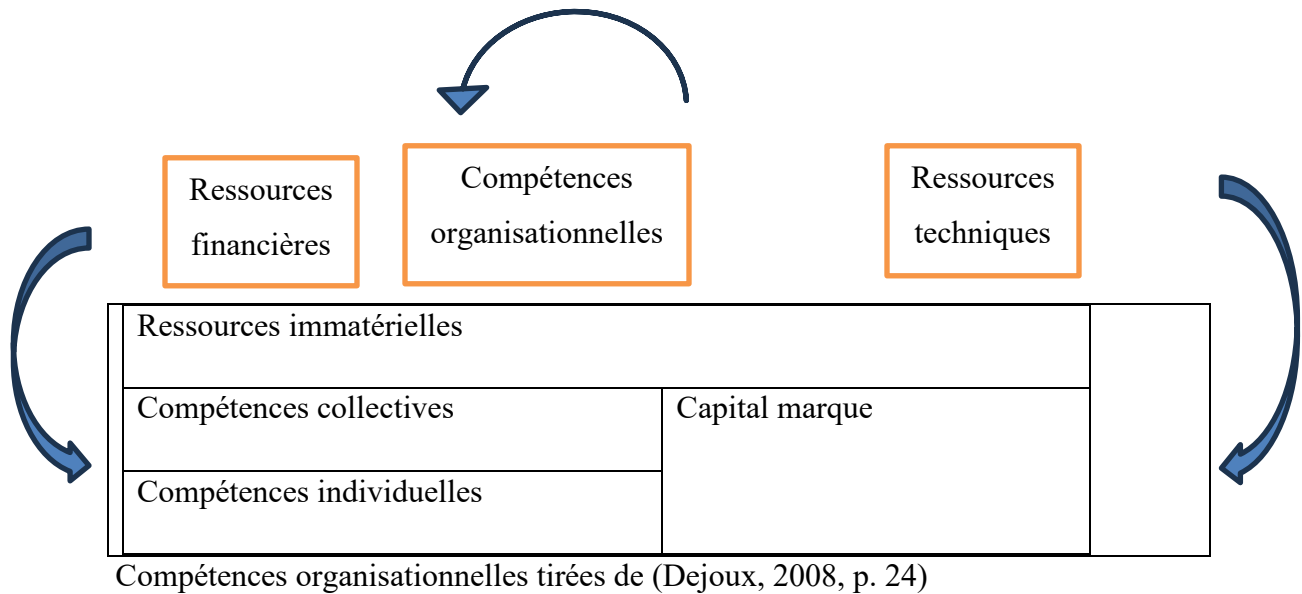 Ressources
financières
Compétences
organisationnelles
Ressources
techniques
Ressources immatérielles
Compétences collectives
Capital marque
Compétences individuelles
Compétences organisationnelles tirées de (Dejoux, 2008, p. 24)